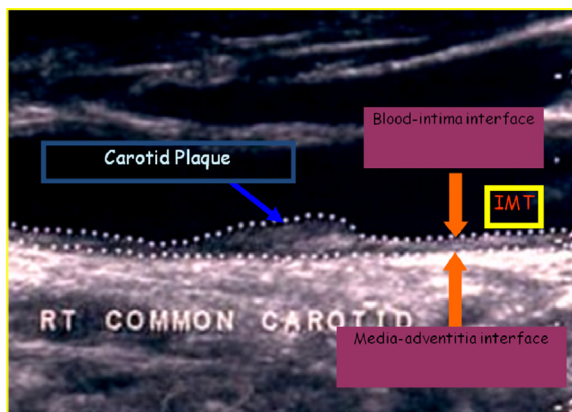 Blood-intima interface
Carotid Plaque
IMT
RT COMMON CAROTID
Media-adventitia interface